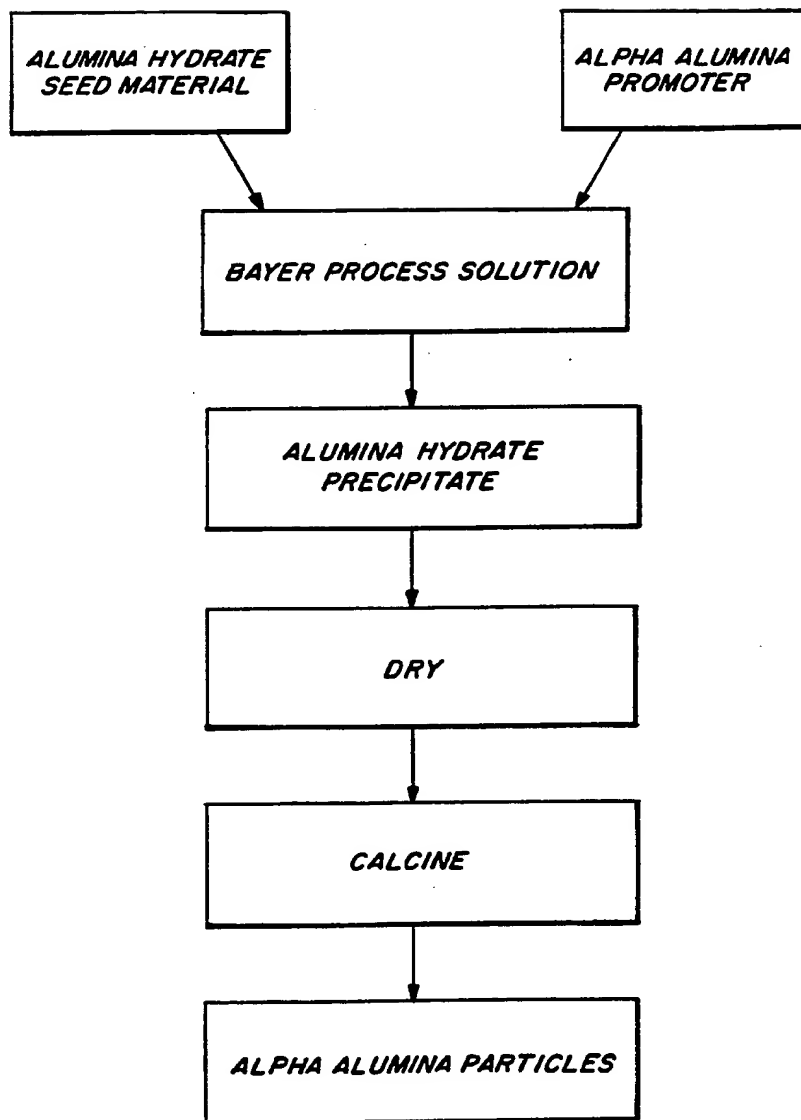 ALUMINA HYDRATE
SEED MATERIAL
ALPHA ALUMINA
PROMOTER
BAYER PROCESS SOLUTION
ALUMINA HYDRATE
PRECIPITATE
DRY
CALCINE
ALPHA ALUMINA PARTICLES